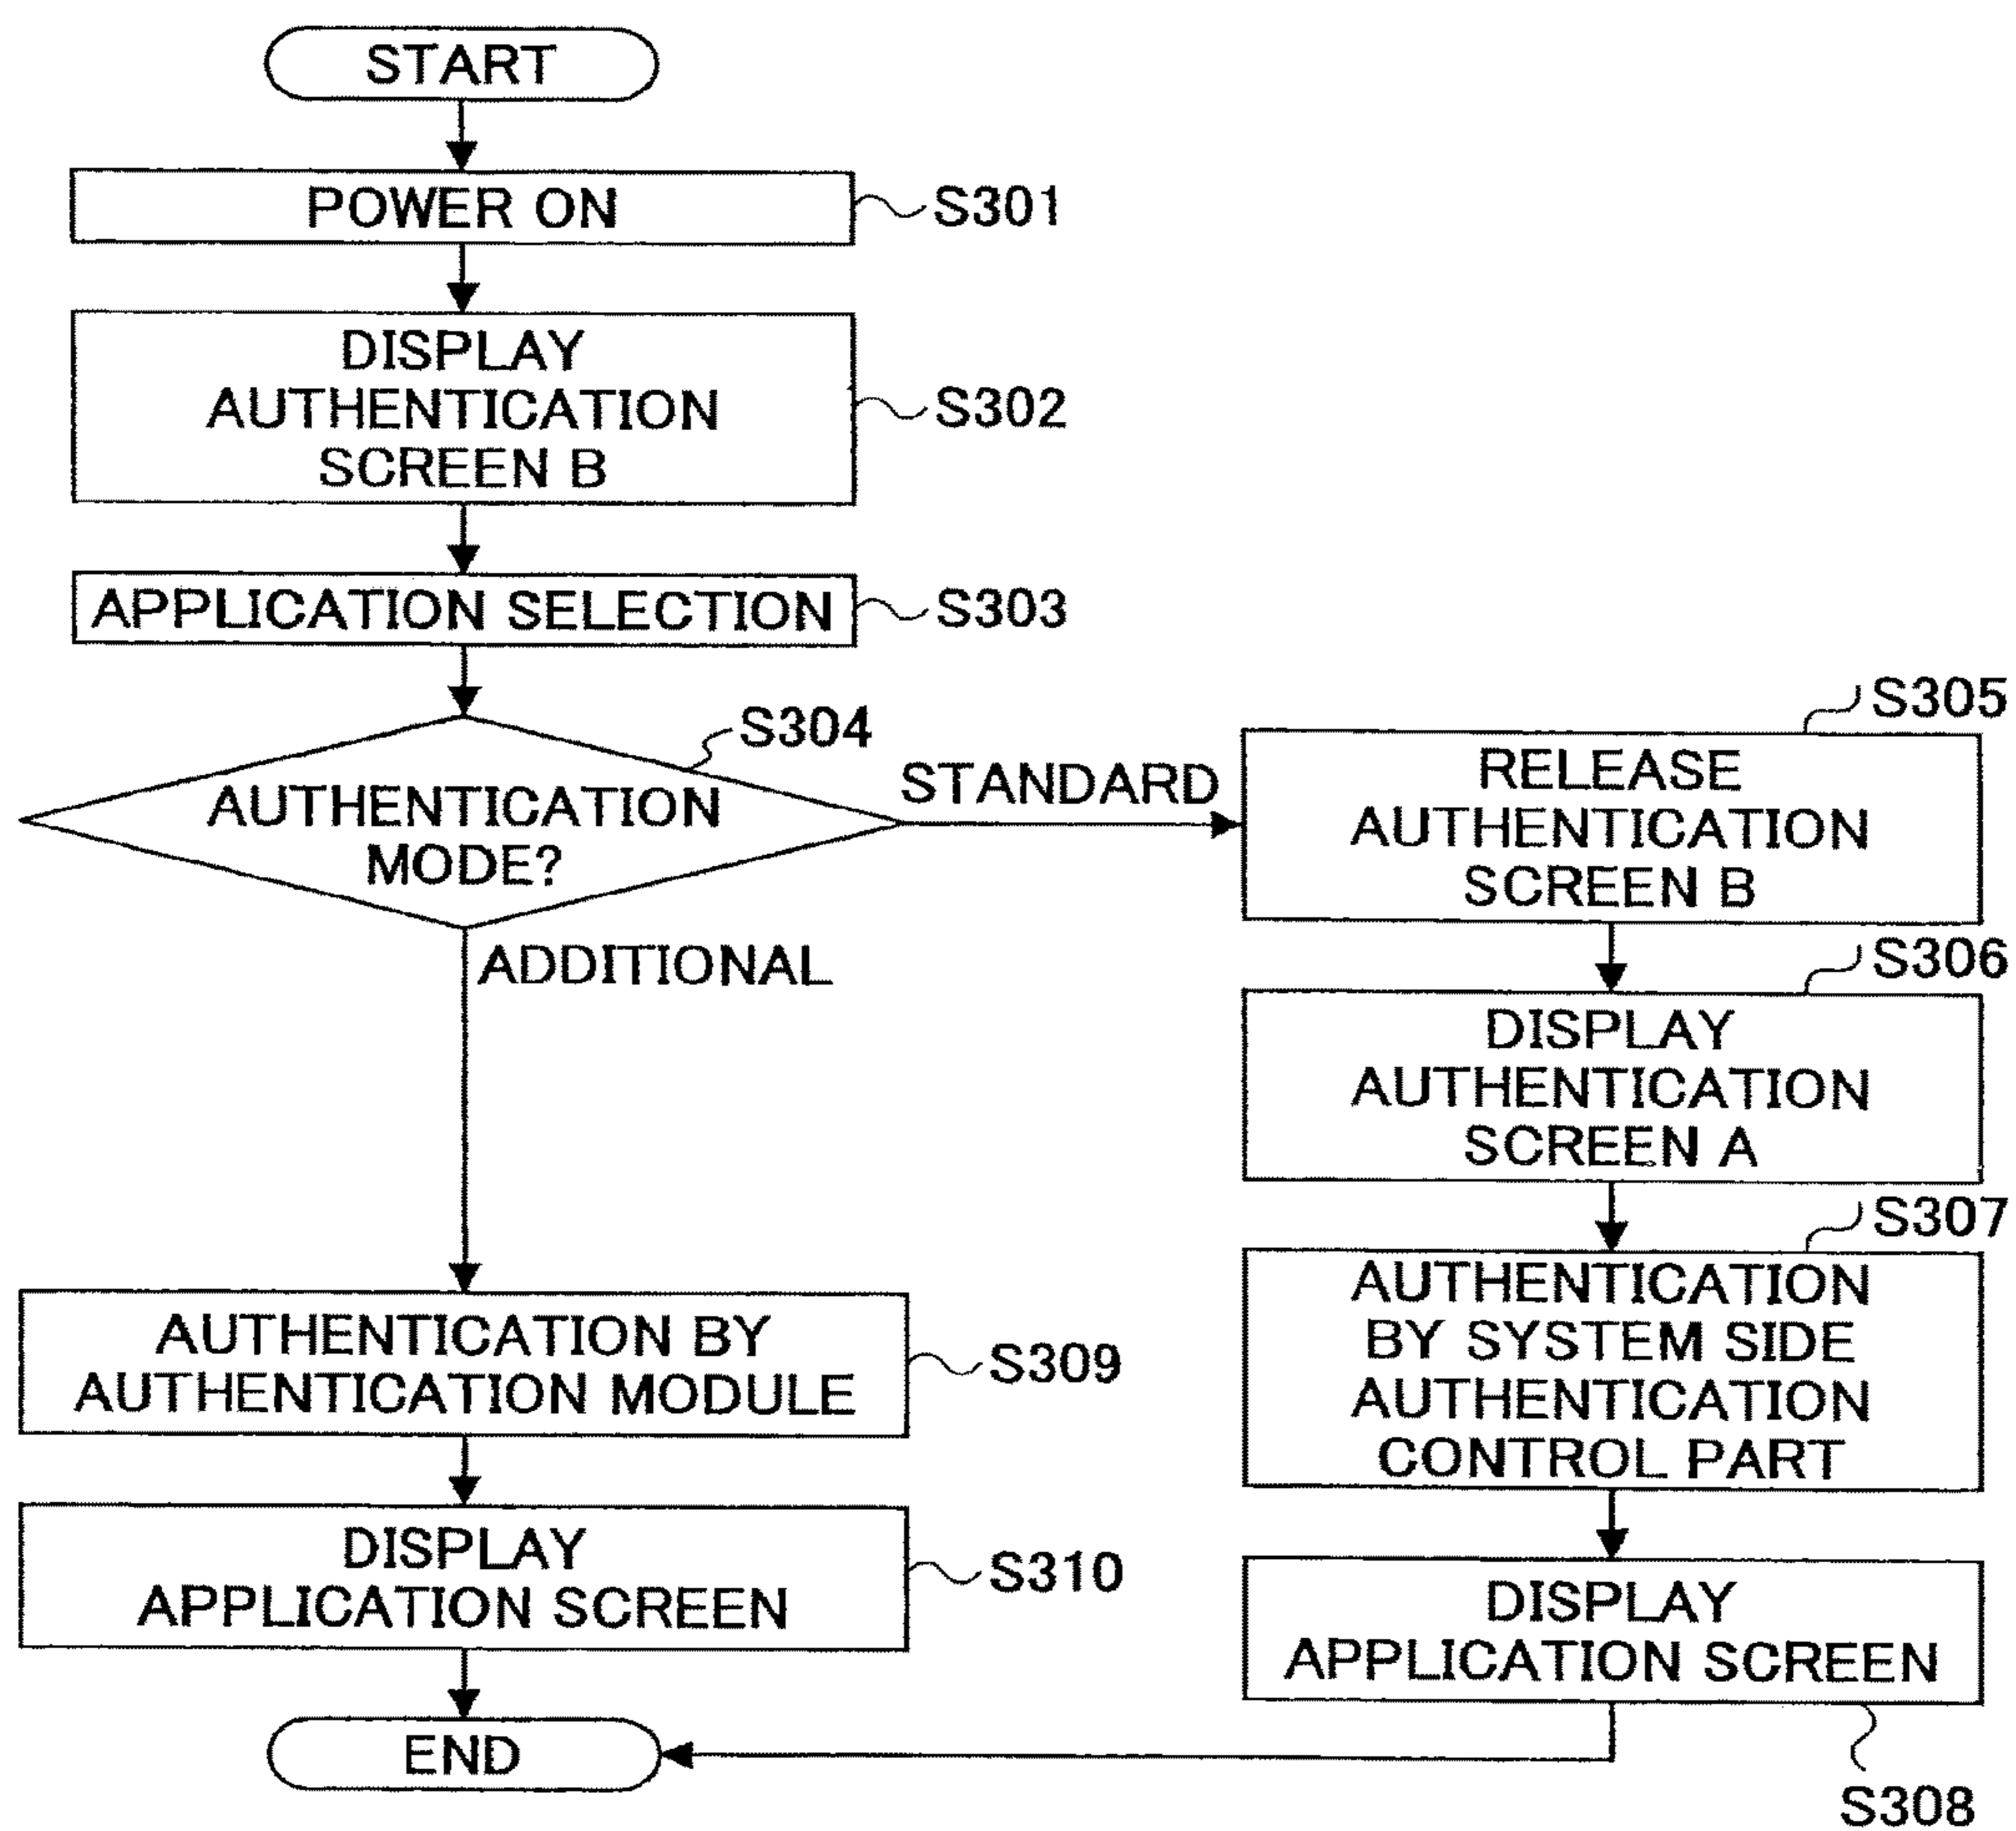 START
POWER ON
S301
DISPLAY
AUTHENTICATION
SCREEN B
S302
APPLICATION SELECTION
S303
AUTHENTICATION
MODE?
S304
STANDARD
ADDITIONAL
S305
RELEASE
AUTHENTICATION
SCREEN B
S306
DISPLAY
AUTHENTICATION
SCREEN A
S307
AUTHENTICATION
BY SYSTEM SIDE
AUTHENTICATION
CONTROL PART
DISPLAY
APPLICATION SCREEN
S308
AUTHENTICATION BY
AUTHENTICATION MODULE
S309
DISPLAY
APPLICATION SCREEN
S310
END